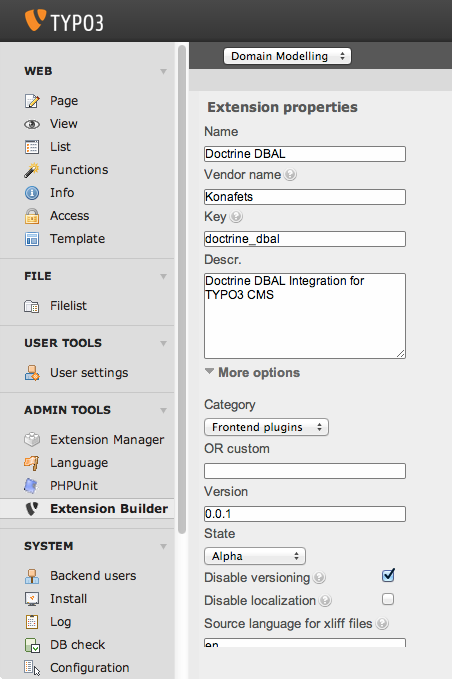 TYPO3
WEB
Page
View
List
Functions
Info
Access
Template
FILE
Filelist
USER TOOLS
User settings
ADMIN TOOLS
Extension Manager
Language
PHPUnit
Extension Builder
SYSTEM
Backend users
Install
Log
DB check
Configuration
Domain Modelling
Extension properties
Name
Doctrine DBAL
Vendor name
Konafets
Key
doctrine_dbal
Descr.
Doctrine DBAL Integration for
TYPO3 CMS
More options
Category
Frontend plugins
OR custom
Version
0.0.1
State
Alpha
Disable versioning
Disable localization
Source language for xliff files
en